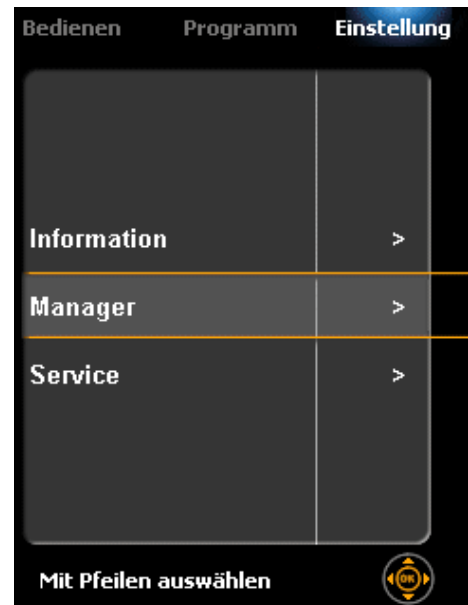 Bedienen Programm Einstellung
Information >
Manager >
Service >
Mit Pfeilen auswählen OK